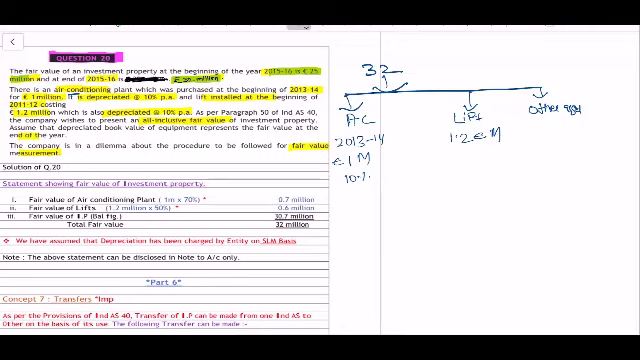 QUESTION 20
The fair value of an investment property at the beginning of the year 2015-16 is € 25
million and at end of 2015-16 is
There is an air conditioning plant which was purchased at the beginning of 2013-14
for € 1million. It is depreciated @ 10% p.a. and lift installed at the beginning of
2011-12 costing
€ 1.2 million which is also depreciated @ 10% p.a. As per Paragraph 50 of Ind AS 40,
the company wishes to present an all-inclusive fair value of investment property.
Assume that depreciated book value of equipment represents the fair value at the
end of the year.
The company is in a dilemma about the procedure to be followed for fair value
measurement.
Solution of Q.20
Statement showing fair value of Investment property.
i. Fair value of Air conditioning Plant (1m x 70%) * 0.7 million
ii. Fair value of Lifts (1.2 million x 50%) * 0.6 million
iii. Fair value of I.P (Bal fig.) 30.7 million
Total Fair value 32 million
We have assumed that Depreciation has been charged by Entity on SLM Basis
Note : The above statement can be disclosed in Note to A/c only.
*Part 6*
Concept 7 : Transfers *Imp
As per the Provisions of Ind AS 40, Transfer of I.P can be made from one Ind AS to
Other on the basis of its use. The following Transfer can be made :
32
A·C
2013-14
€ 1 M
10%
Lift
1.2 € M
Other